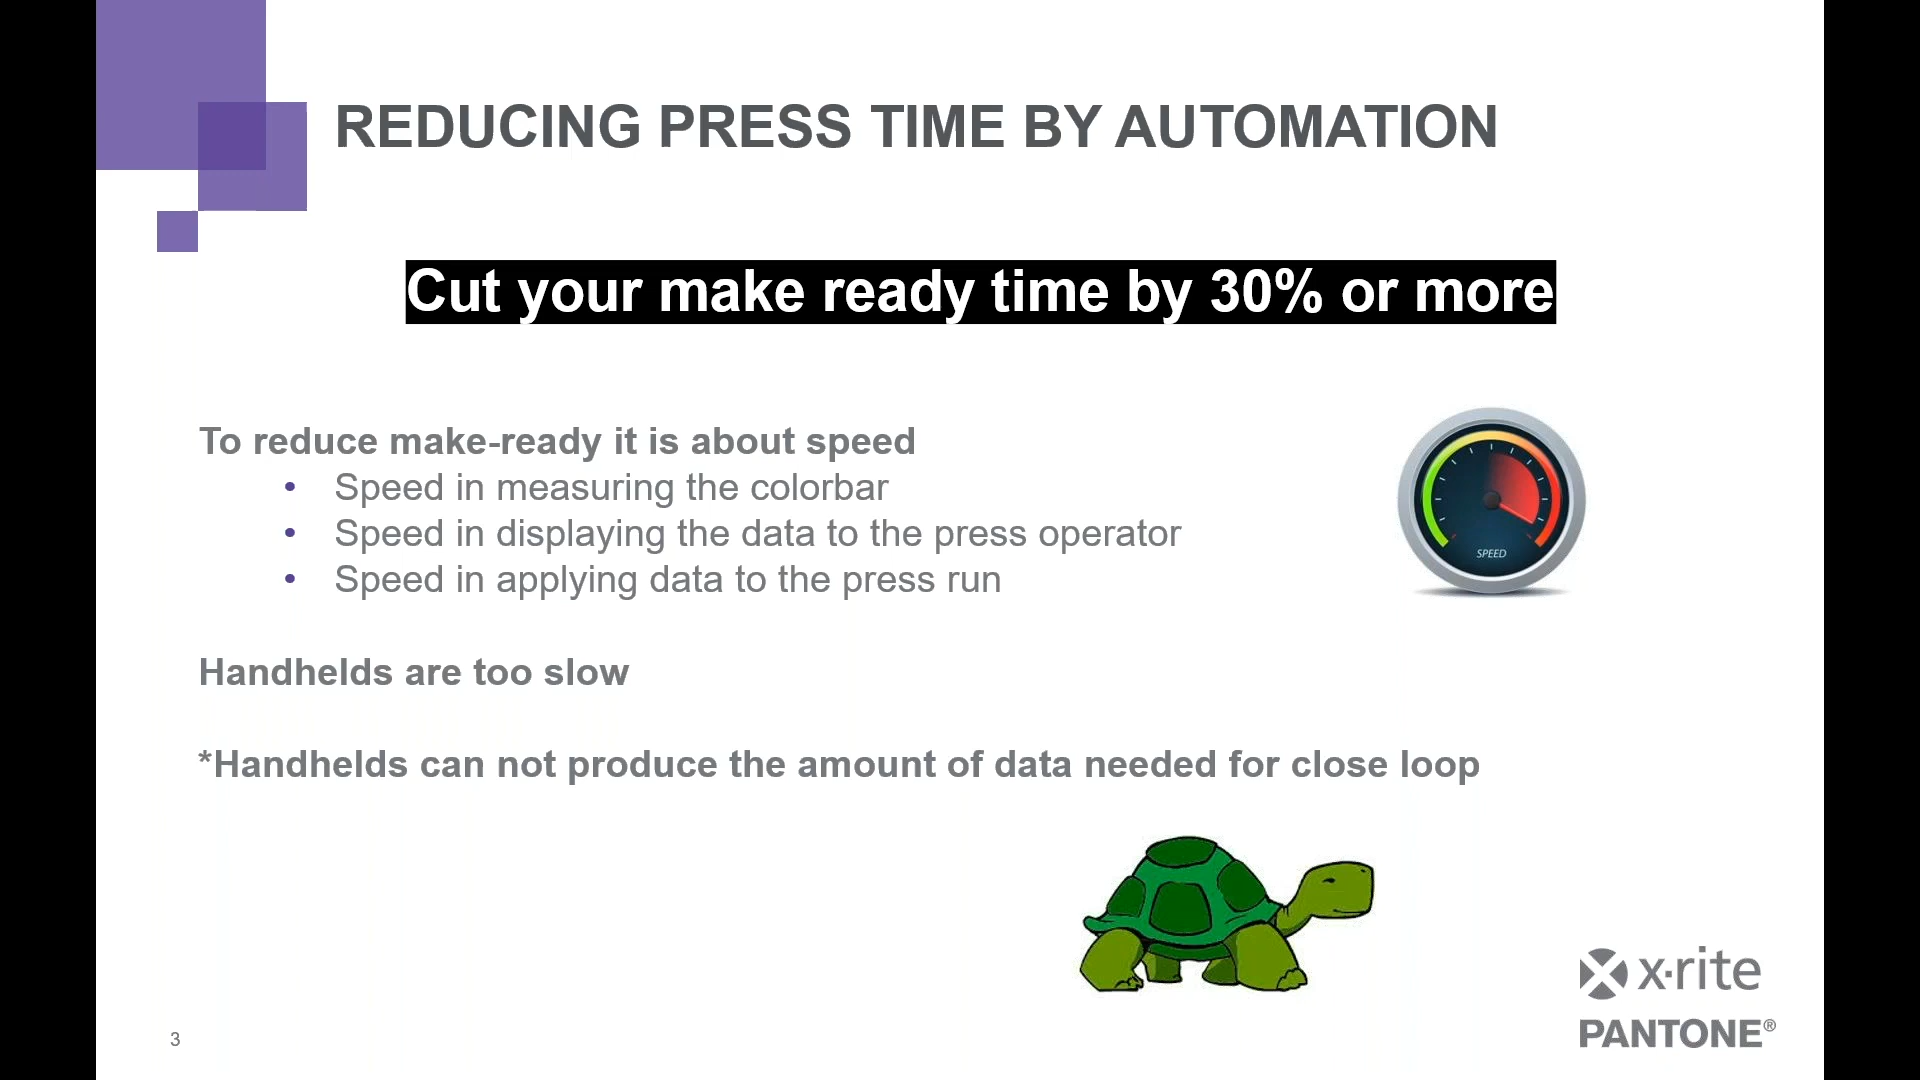 REDUCING PRESS TIME BY AUTOMATION
Cut your make ready time by 30% or more
To reduce make-ready it is about speed
• Speed in measuring the colorbar
• Speed in displaying the data to the press operator
• Speed in applying data to the press run
SPEED
Handhelds are too slow
*Handhelds can not produce the amount of data needed for close loop
x·rite
PANTONE®
3